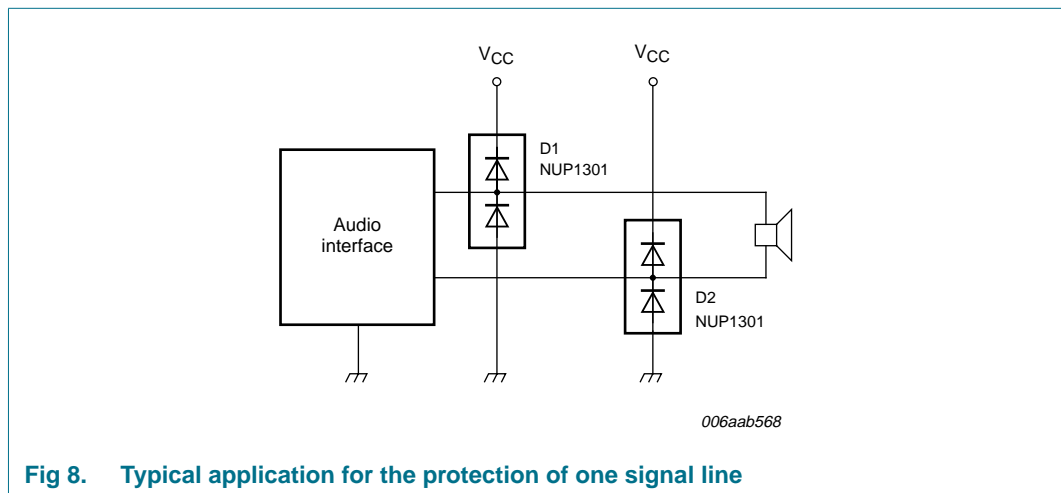 VCC
VCC
D1
NUP1301
Audio
interface
D2
NUP1301
006aab568
Fig 8. Typical application for the protection of one signal line